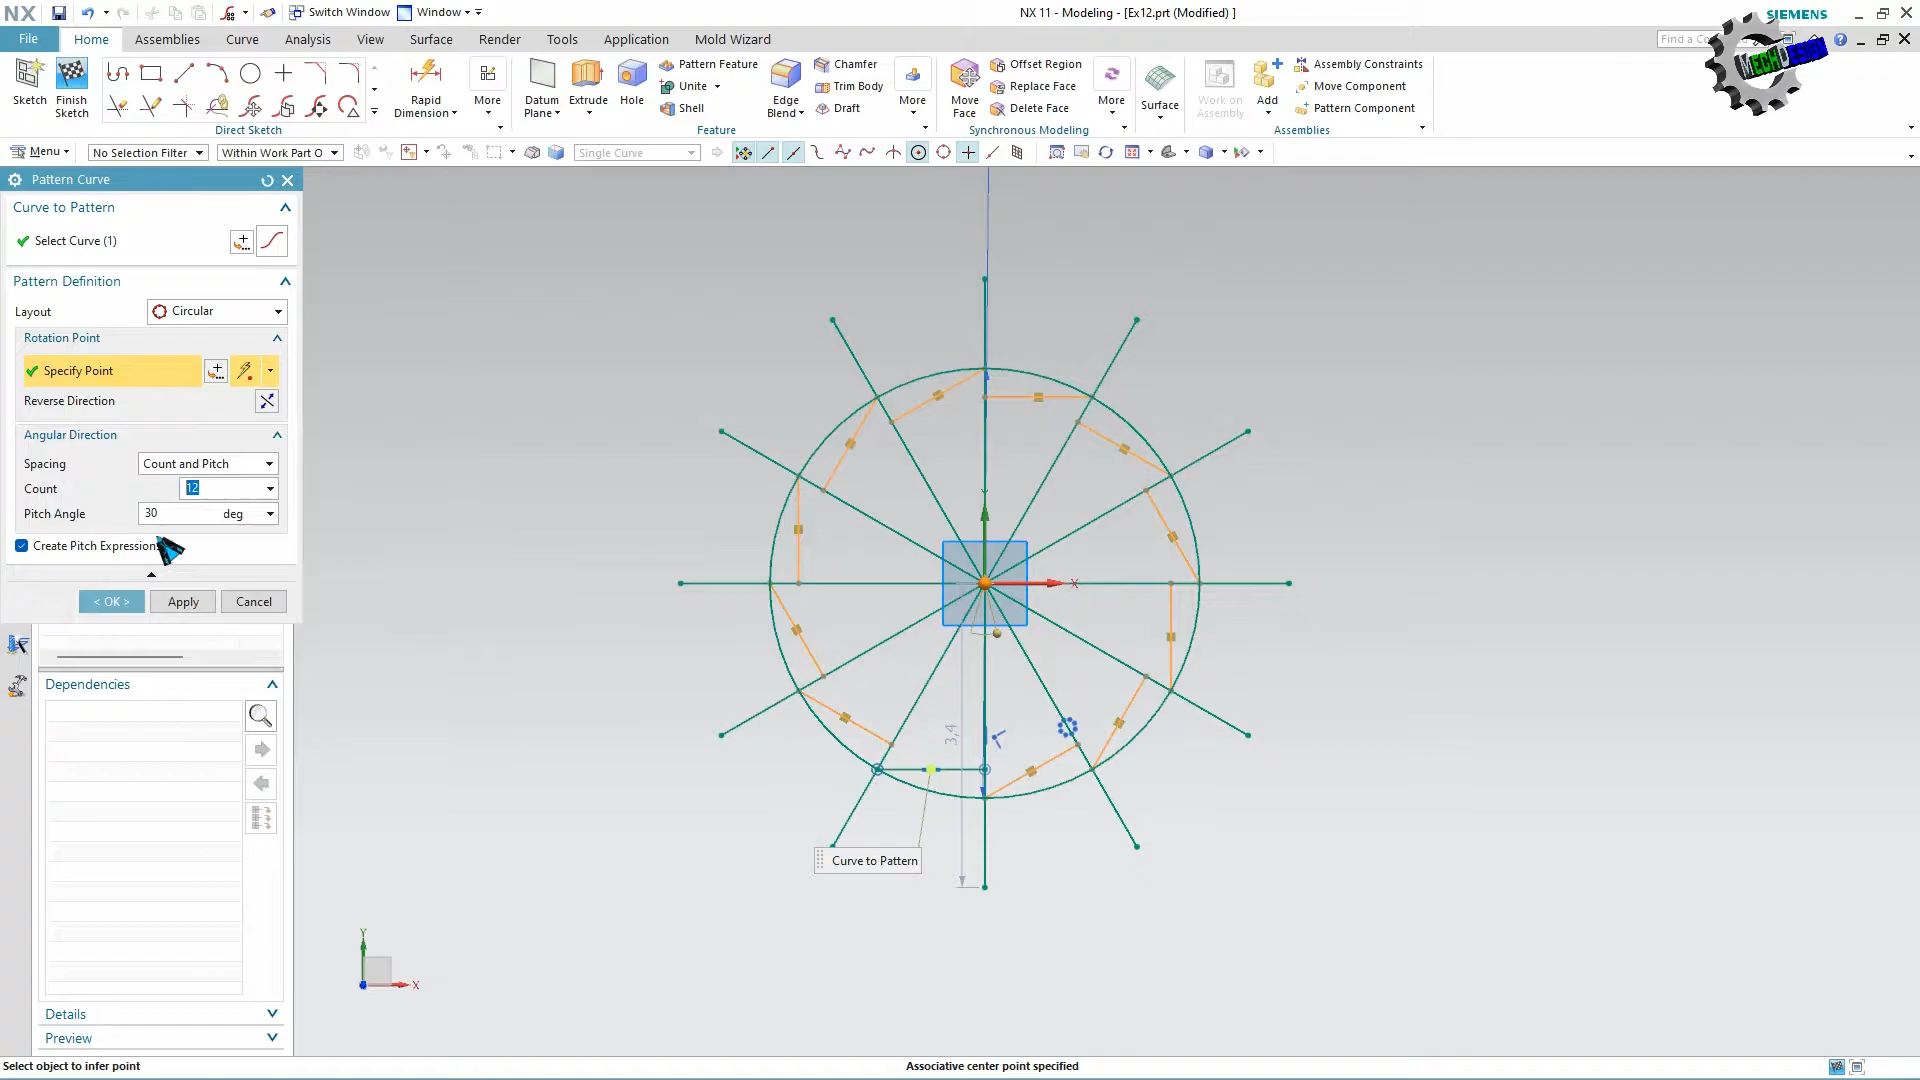 NX
Switch Window
Window
NX 11 - Modeling - [Ex12.prt (Modified) ]
SIEMENS
File
Home
Assemblies
Curve
Analysis
View
Surface
Render
Tools
Application
Mold Wizard
Find a Co
MECHDESIGN
Sketch
Finish Sketch
Rapid Dimension
More
Datum Plane
Extrude
Hole
Pattern Feature
Unite
Shell
Edge Blend
Chamfer
Trim Body
Draft
More
Move Face
Offset Region
Replace Face
Delete Face
More
Surface
Work on Assembly
Add
Assembly Constraints
Move Component
Pattern Component
Direct Sketch
Feature
Synchronous Modeling
Assemblies
Menu
No Selection Filter
Within Work Part O
Single Curve
Pattern Curve
Curve to Pattern
Select Curve (1)
Pattern Definition
Layout
Circular
Rotation Point
Specify Point
Reverse Direction
Angular Direction
Spacing
Count and Pitch
Count
12
Pitch Angle
30
deg
Create Pitch Expression
< OK >
Apply
Cancel
Dependencies
Details
Preview
Y
X
3,4
Curve to Pattern
Y
X
Select object to infer point
Associative center point specified